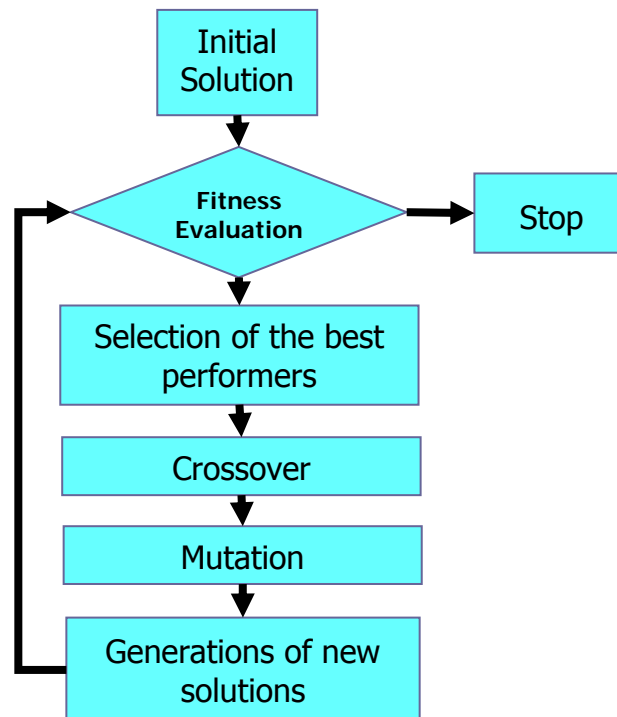 Initial
Solution
Fitness
Evaluation
Stop
Selection of the best
performers
Crossover
Mutation
Generations of new
solutions